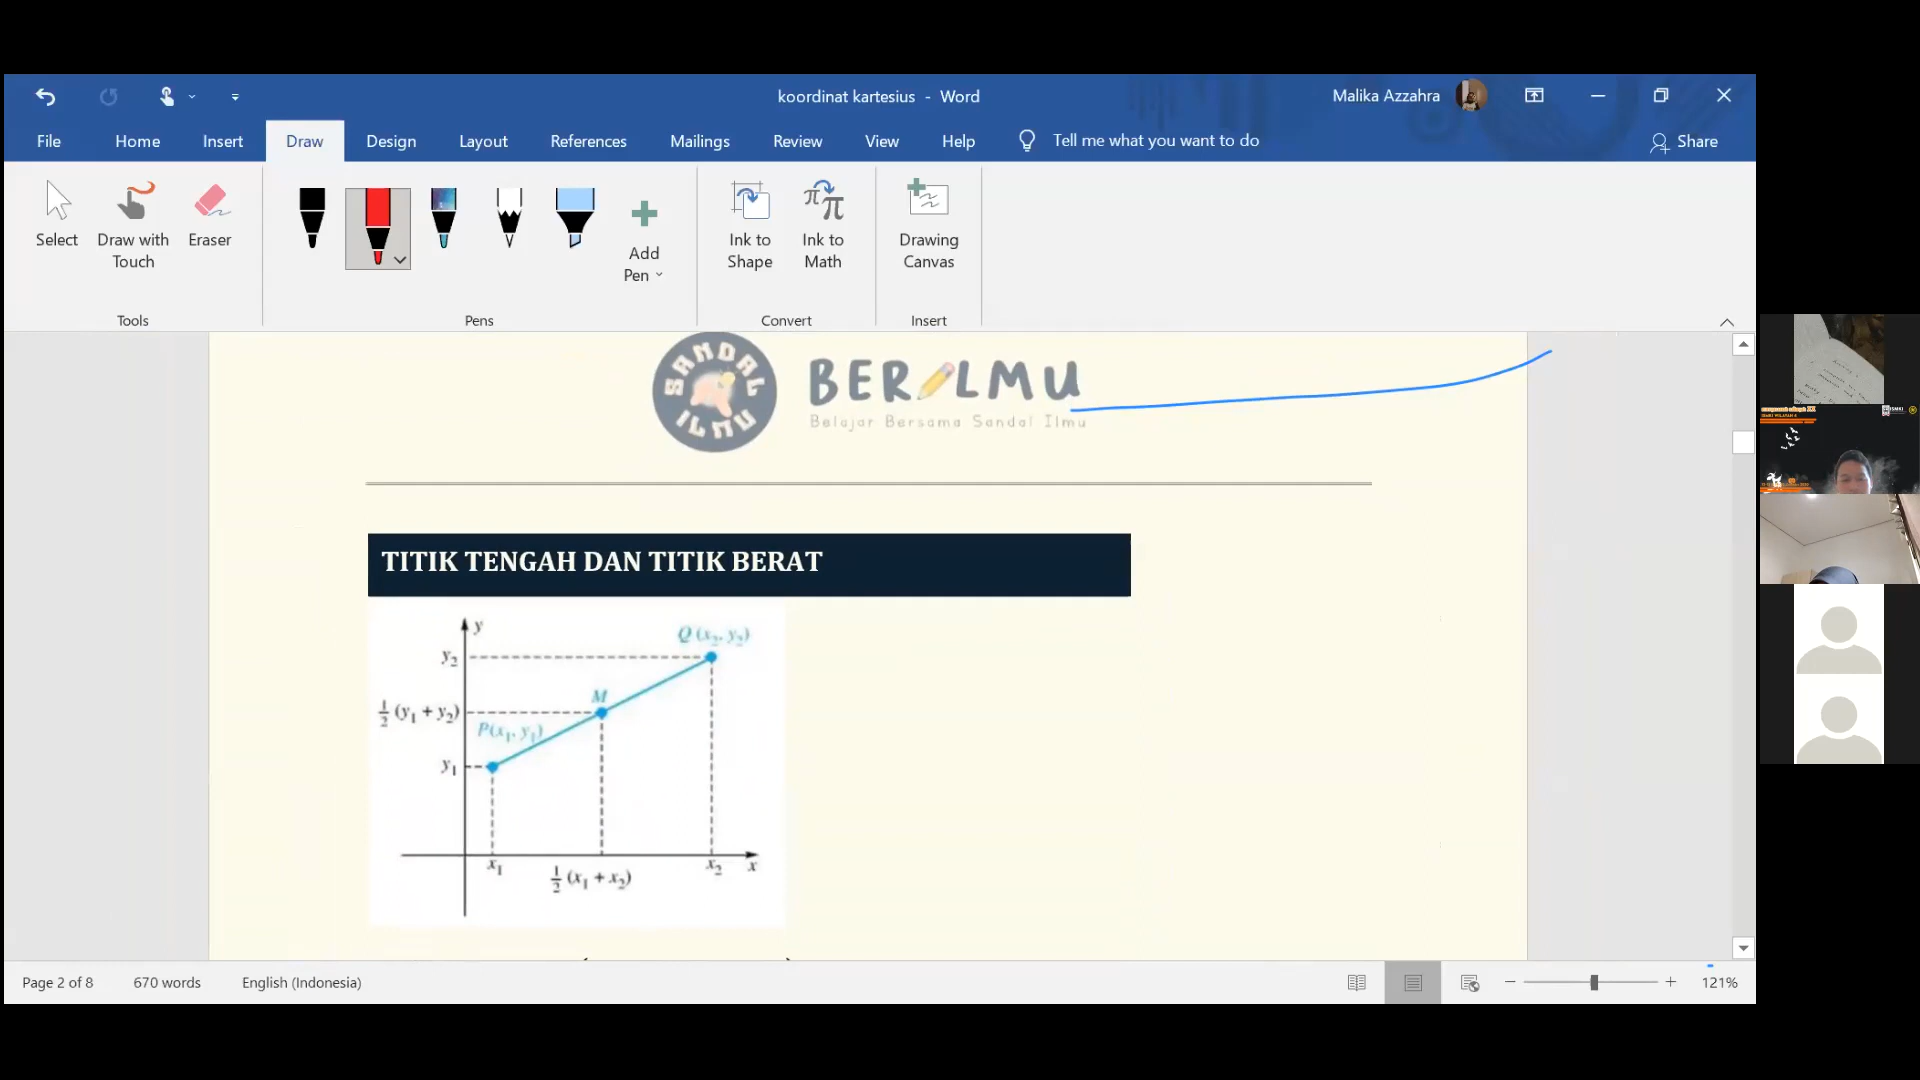 koordinat kartesius - Word
Malika Azzahra
File Home Insert Draw Design Layout References Mailings Review View Help Tell me what you want to do Share
Select
Draw with Touch
Eraser
Add Pen
Ink to Shape
Ink to Math
Drawing Canvas
Tools
Pens
Convert
Insert
SANDAL ILMU
BERILMU
Belajar Bersama Sandal Ilmu
TITIK TENGAH DAN TITIK BERAT
y
Q (x₂, y₂)
y₂
M
½ (y₁ + y₂)
P(x₁, y₁)
y₁
x₁
½ (x₁ + x₂)
x₂
x
Page 2 of 8
670 words
English (Indonesia)
121%